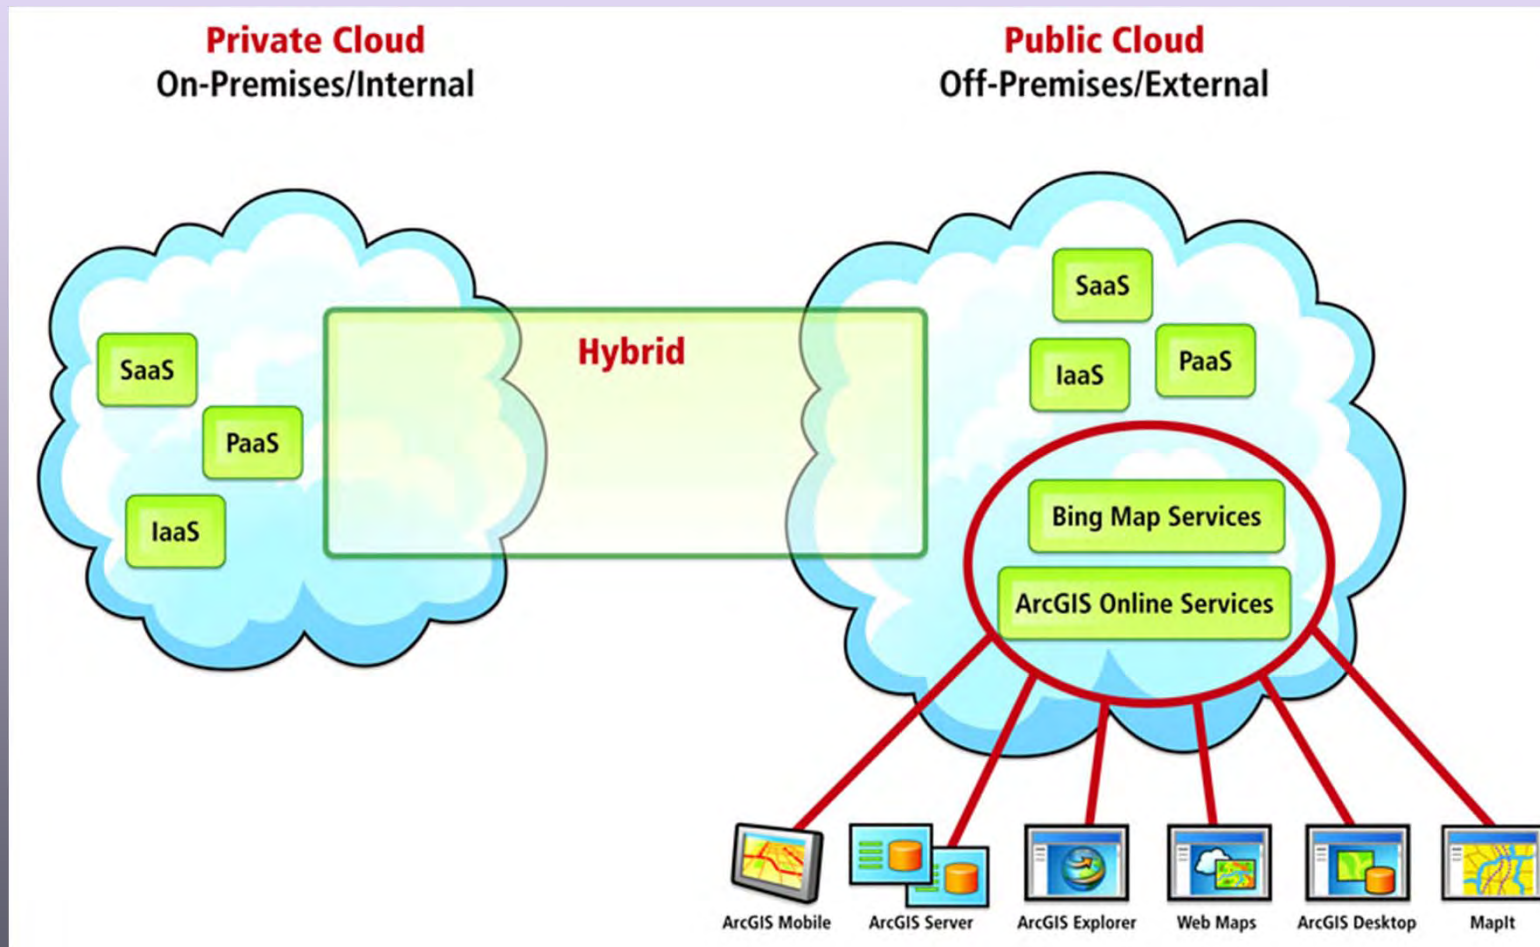 Private Cloud
On-Premises/Internal
Public Cloud
Off-Premises/External
SaaS
PaaS
IaaS
Hybrid
SaaS
IaaS
PaaS
Bing Map Services
ArcGIS Online Services
ArcGIS Mobile
ArcGIS Server
ArcGIS Explorer
Web Maps
ArcGIS Desktop
MapIt